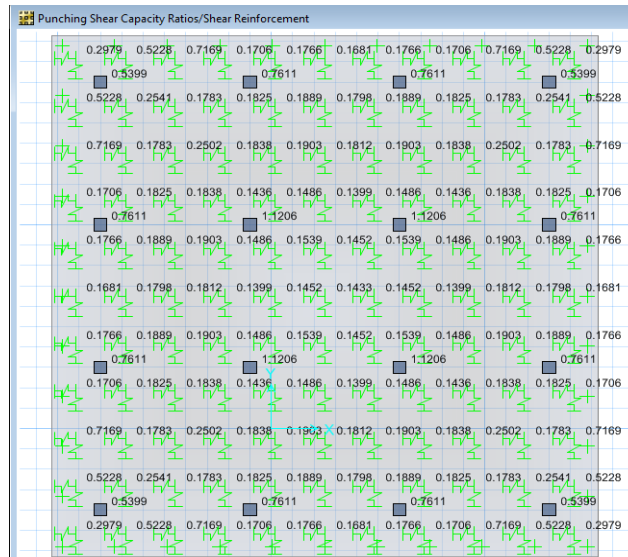 Punching Shear Capacity Ratios/Shear Reinforcement
0.2979 0.5228 0.7169 0.1706 0.1766 0.1681 0.1766 0.1706 0.7169 0.5228 0.2979
0.5399 0.7611 0.7611 0.5399
0.5228 0.2541 0.1783 0.1825 0.1889 0.1798 0.1889 0.1825 0.1783 0.2541 0.5228
0.7169 0.1783 0.2502 0.1838 0.1903 0.1812 0.1903 0.1838 0.2502 0.1783 0.7169
0.1706 0.1825 0.1838 0.1436 0.1486 0.1399 0.1486 0.1436 0.1838 0.1825 0.1706
0.7611 1.1206 1.1206 0.7611
0.1766 0.1889 0.1903 0.1486 0.1539 0.1452 0.1539 0.1486 0.1903 0.1889 0.1766
0.1681 0.1798 0.1812 0.1399 0.1452 0.1433 0.1452 0.1399 0.1812 0.1798 0.1681
0.1766 0.1889 0.1903 0.1486 0.1539 0.1452 0.1539 0.1486 0.1903 0.1889 0.1766
0.7611 1.1206 1.1206 0.7611
Y
0.1706 0.1825 0.1838 0.1436 0.1486 0.1399 0.1486 0.1436 0.1838 0.1825 0.1706
0.7169 0.1783 0.2502 0.1838 0.1903 X 0.1812 0.1903 0.1838 0.2502 0.1783 0.7169
0.5228 0.2541 0.1783 0.1825 0.1889 0.1798 0.1889 0.1825 0.1783 0.2541 0.5228
0.5399 0.7611 0.7611 0.5399
0.2979 0.5228 0.7169 0.1706 0.1766 0.1681 0.1766 0.1706 0.7169 0.5228 0.2979